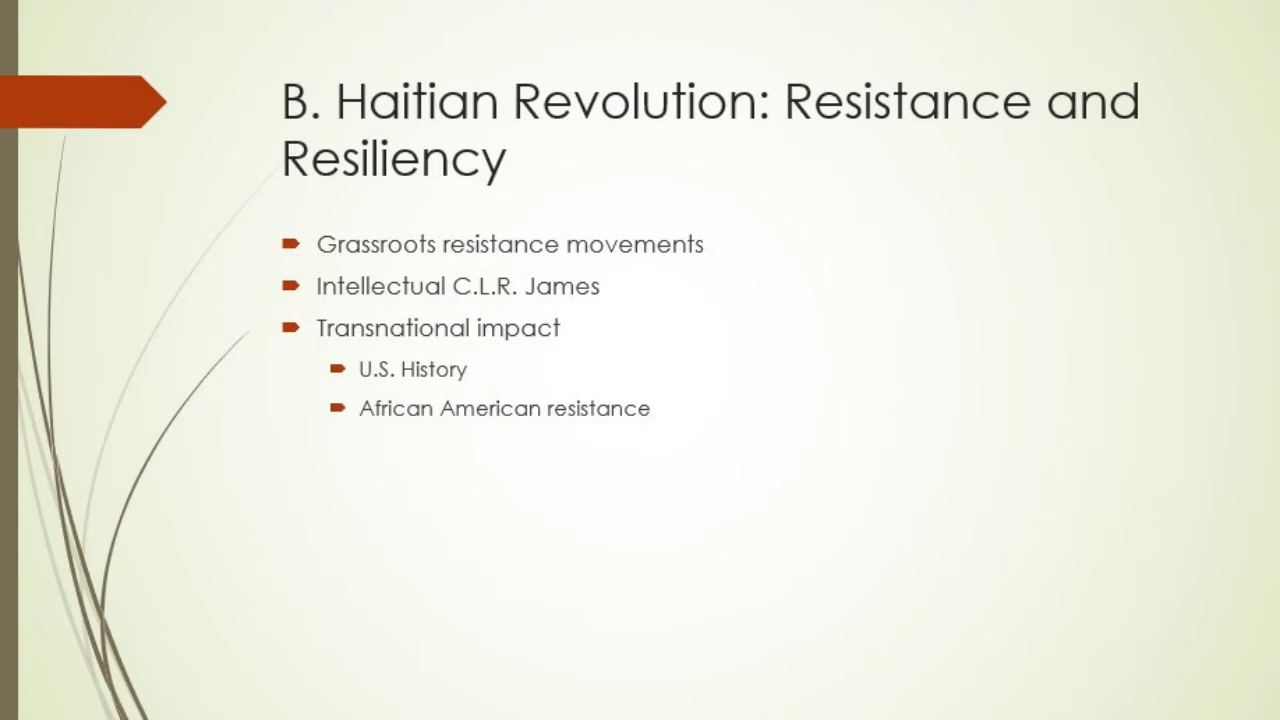 B. Haitian Revolution: Resistance and
Resiliency
Grassroots resistance movements
Intellectual C.L.R. James
Transnational impact
U.S. History
African American resistance